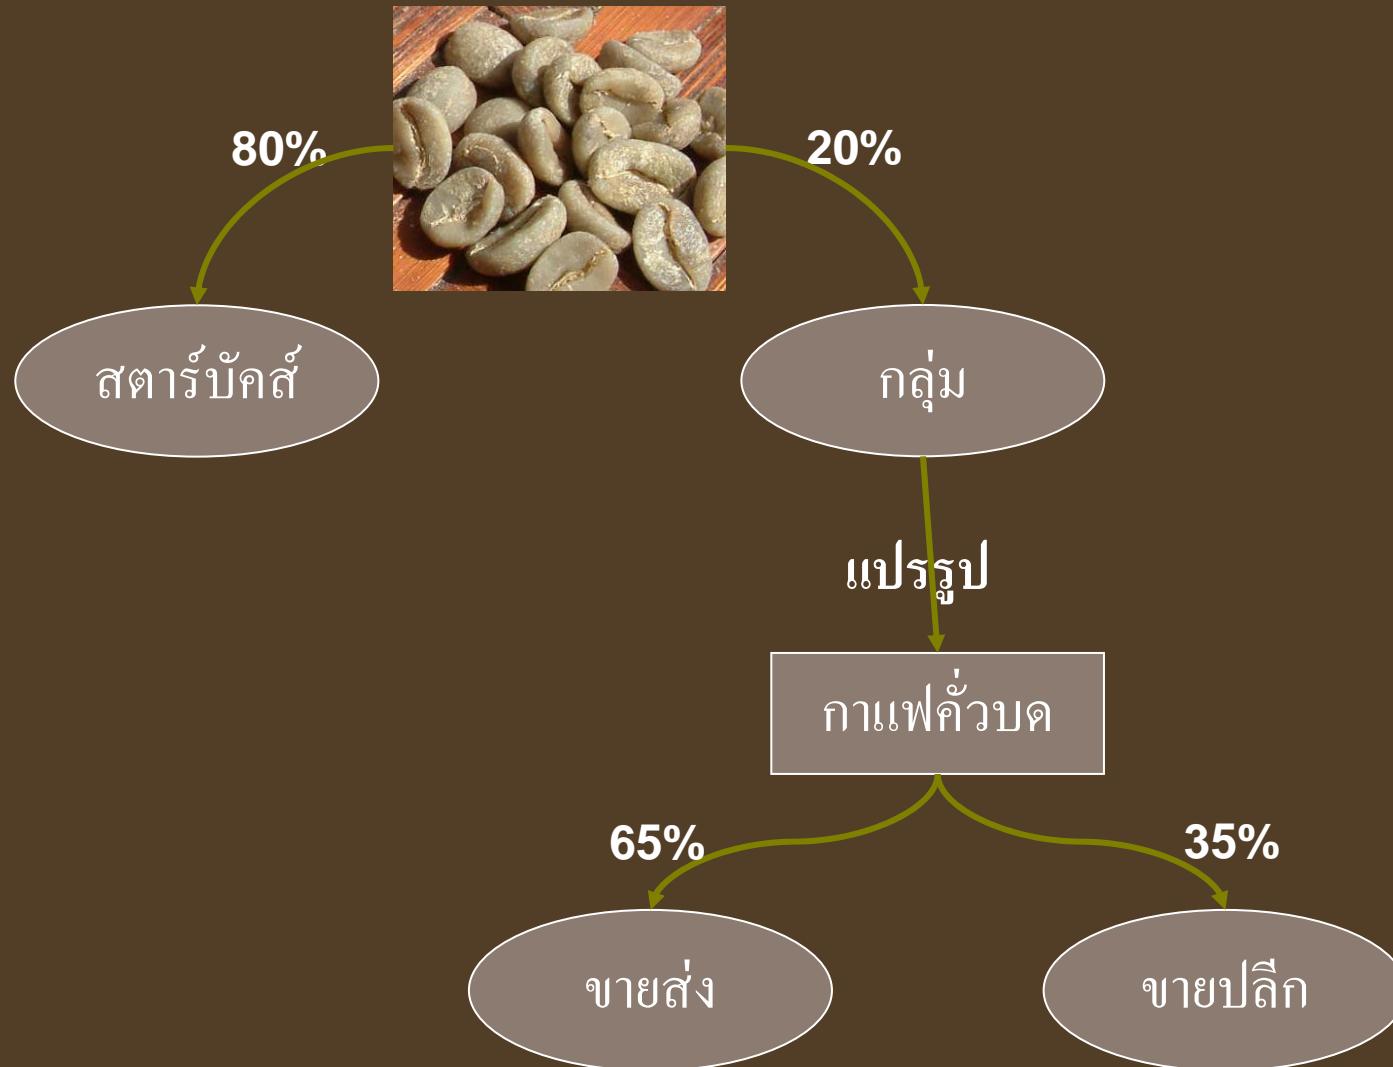 80%
20%
สตาร์บัคส์
กลุ่ม
แปรรูป
กาแฟคั่วบด
65%
35%
ขายส่ง
ขายปลีก